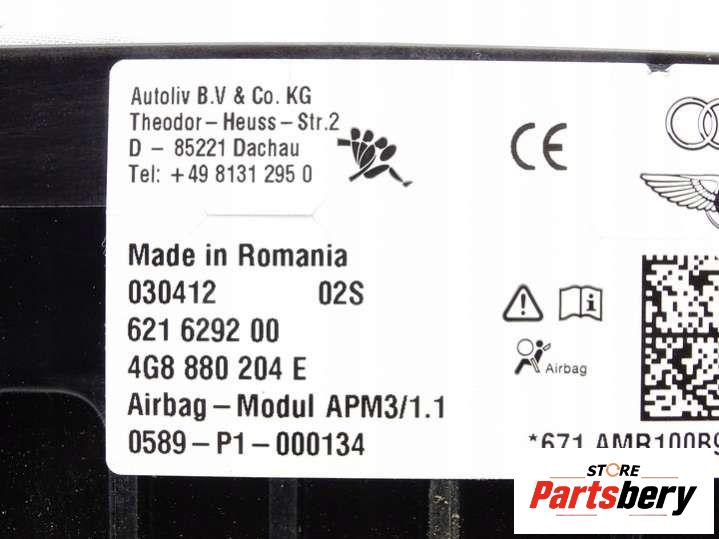 Autoliv B.V & Co. KG
Theodor – Heuss – Str.2
D – 85221 Dachau
Tel: +49 8131 295 0
CE
Made in Romania
030412 02S
621 6292 00
4G8 880 204 E
Airbag – Modul APM3/1.1
0589 – P1 – 000134
Airbag
*671
STORE
Partsbery